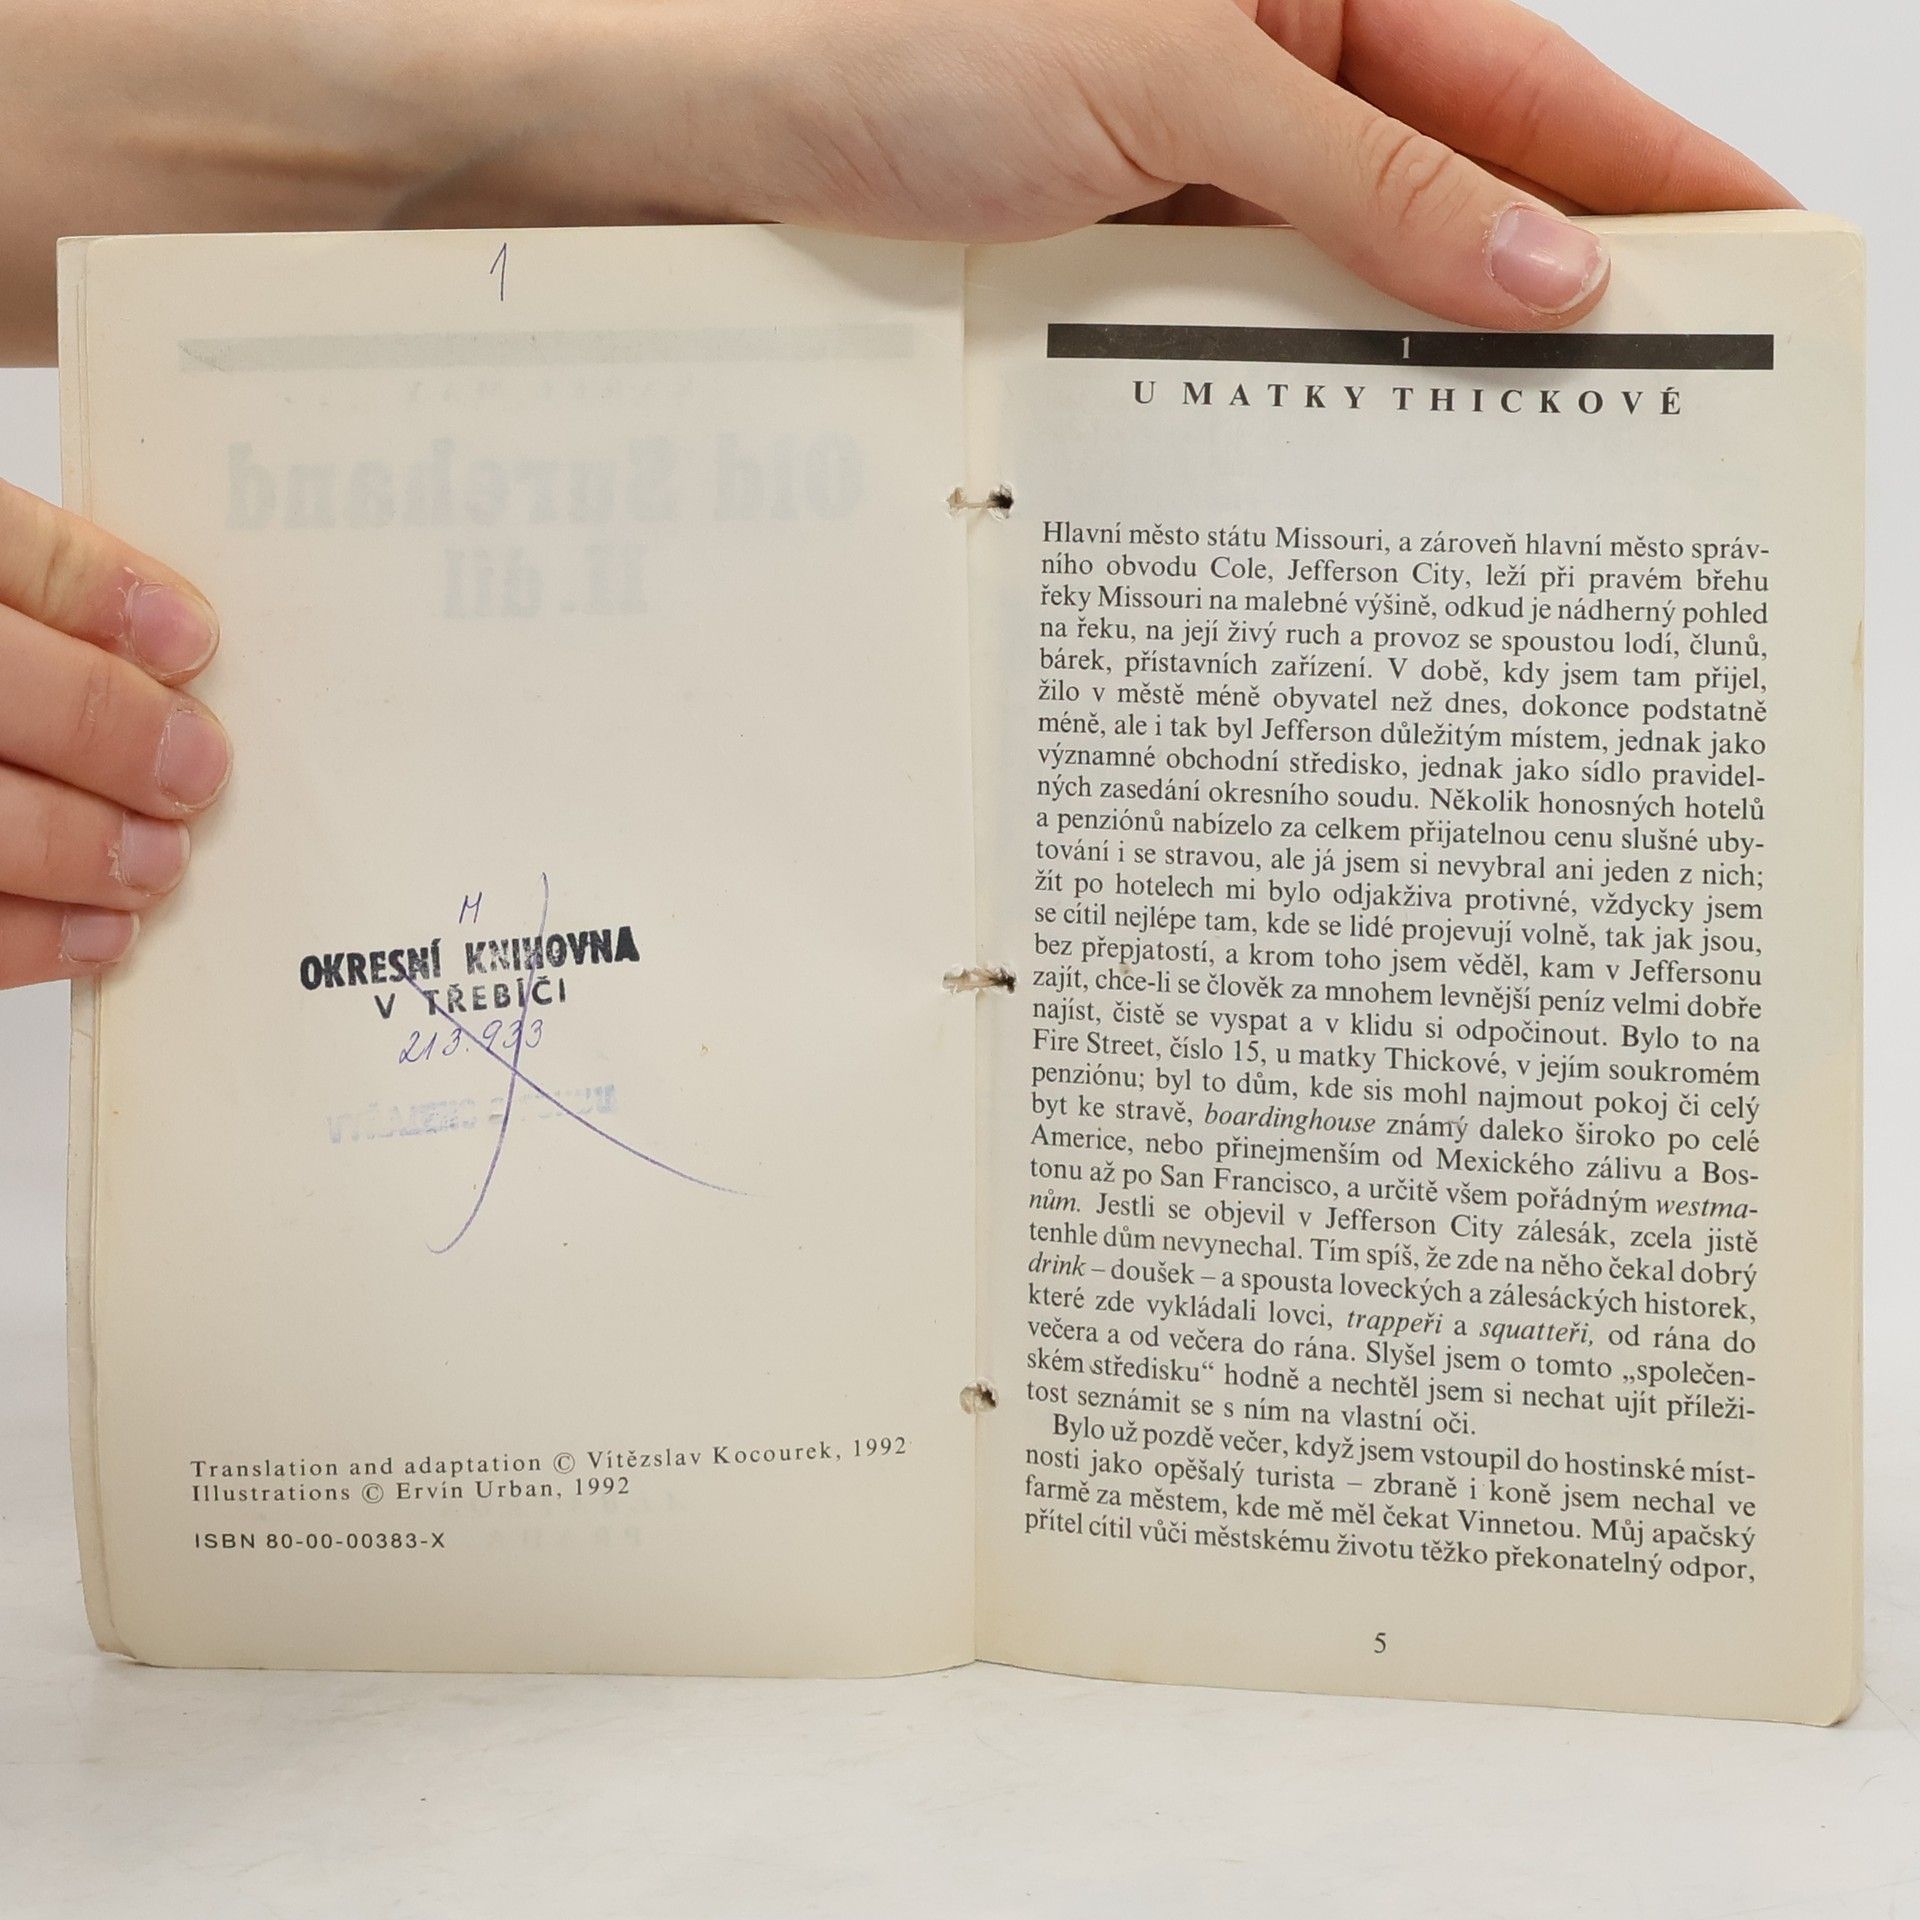 1
M
OKRESNÍ KNIHOVNA
V TŘEBÍČI
213.933
Translation and adaptation © Vítězslav Kocourek, 1992
Illustrations © Ervín Urban, 1992
ISBN 80-00-00383-X
1
U MATKY THICKOVÉ
Hlavní město státu Missouri, a zároveň hlavní město správ-
ního obvodu Cole, Jefferson City, leží při pravém břehu
řeky Missouri na malebné výšině, odkud je nádherný pohled
na řeku, na její živý ruch a provoz se spoustou lodí, člunů,
bárek, přístavních zařízení. V době, kdy jsem tam přijel,
žilo v městě méně obyvatel než dnes, dokonce podstatně
méně, ale i tak byl Jefferson důležitým místem, jednak jako
významné obchodní středisko, jednak jako sídlo pravidel-
ných zasedání okresního soudu. Několik honosných hotelů
a penziónů nabízelo za celkem přijatelnou cenu slušné uby-
tování i se stravou, ale já jsem si nevybral ani jeden z nich;
žít po hotelech mi bylo odjakživa protivné, vždycky jsem
se cítil nejlépe tam, kde se lidé projevují volně, tak jak jsou,
bez přepjatostí, a krom toho jsem věděl, kam v Jeffersonu
zajít, chce-li se člověk za mnohem levnější peníz velmi dobře
najíst, čistě se vyspat a v klidu si odpočinout. Bylo to na
Fire Street, číslo 15, u matky Thickové, v jejím soukromém
penziónu; byl to dům, kde sis mohl najmout pokoj či celý
byt ke stravě, boardinghouse známý daleko široko po celé
Americe, nebo přinejmenším od Mexického zálivu a Bos-
tonu až po San Francisco, a určitě všem pořádným westma-
nům. Jestli se objevil v Jefferson City zálesák, zcela jistě
tenhle dům nevynechal. Tím spíš, že zde na něho čekal dobrý
drink – doušek – a spousta loveckých a zálesáckých historek,
které zde vykládali lovci, trappeři a squatteři, od rána do
večera a od večera do rána. Slyšel jsem o tomto „společen-
ském středisku“ hodně a nechtěl jsem si nechat ujít příleži-
tost seznámit se s ním na vlastní oči.
Bylo už pozdě večer, když jsem vstoupil do hostinské míst-
nosti jako opěšalý turista – zbraně i koně jsem nechal ve
farmě za městem, kde mě měl čekat Vinnetou. Můj apačský
přítel cítil vůči městskému životu těžko překonatelný odpor,
5